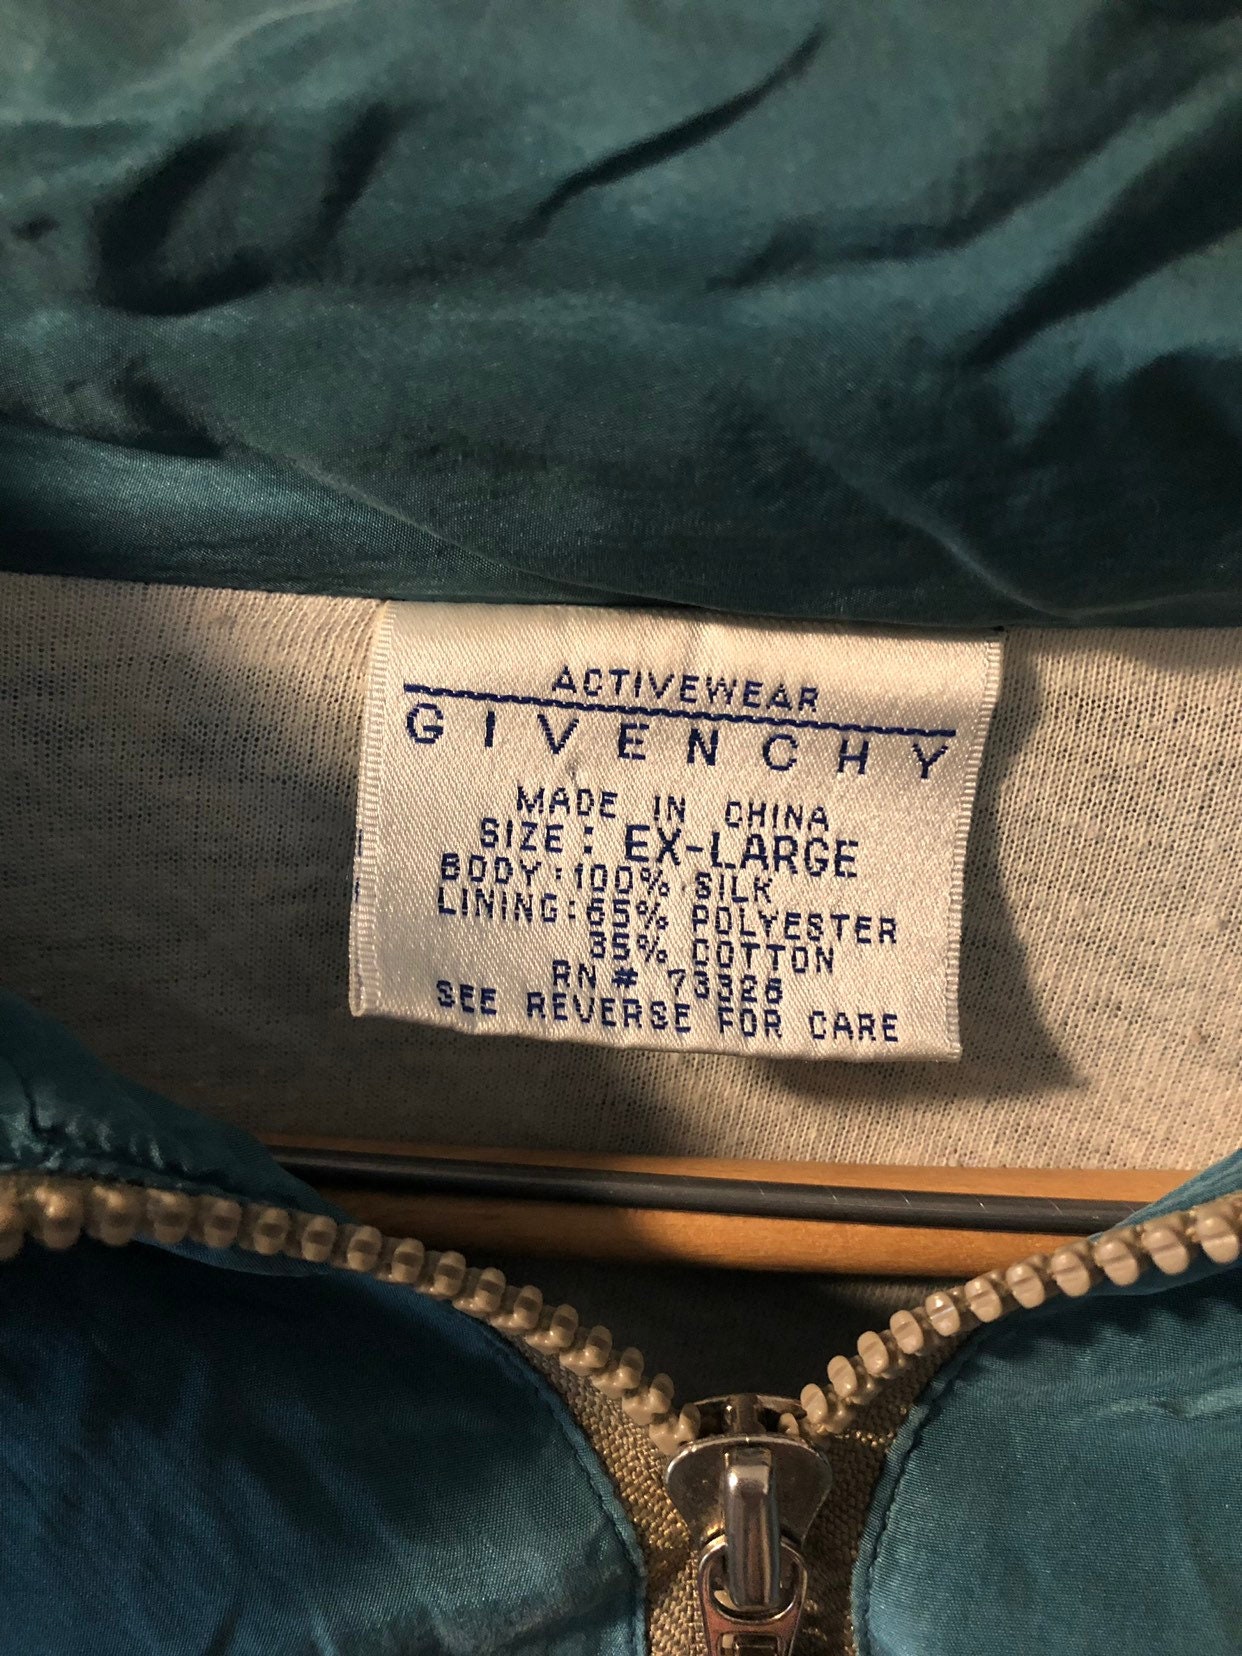 ACTIVEWEAR
GIVENCHY
MADE IN CHINA
SIZE: EX-LARGE
BODY:100% SILK
LINING:65% POLYESTER
35% COTTON
RN# 73326
SEE REVERSE FOR CARE